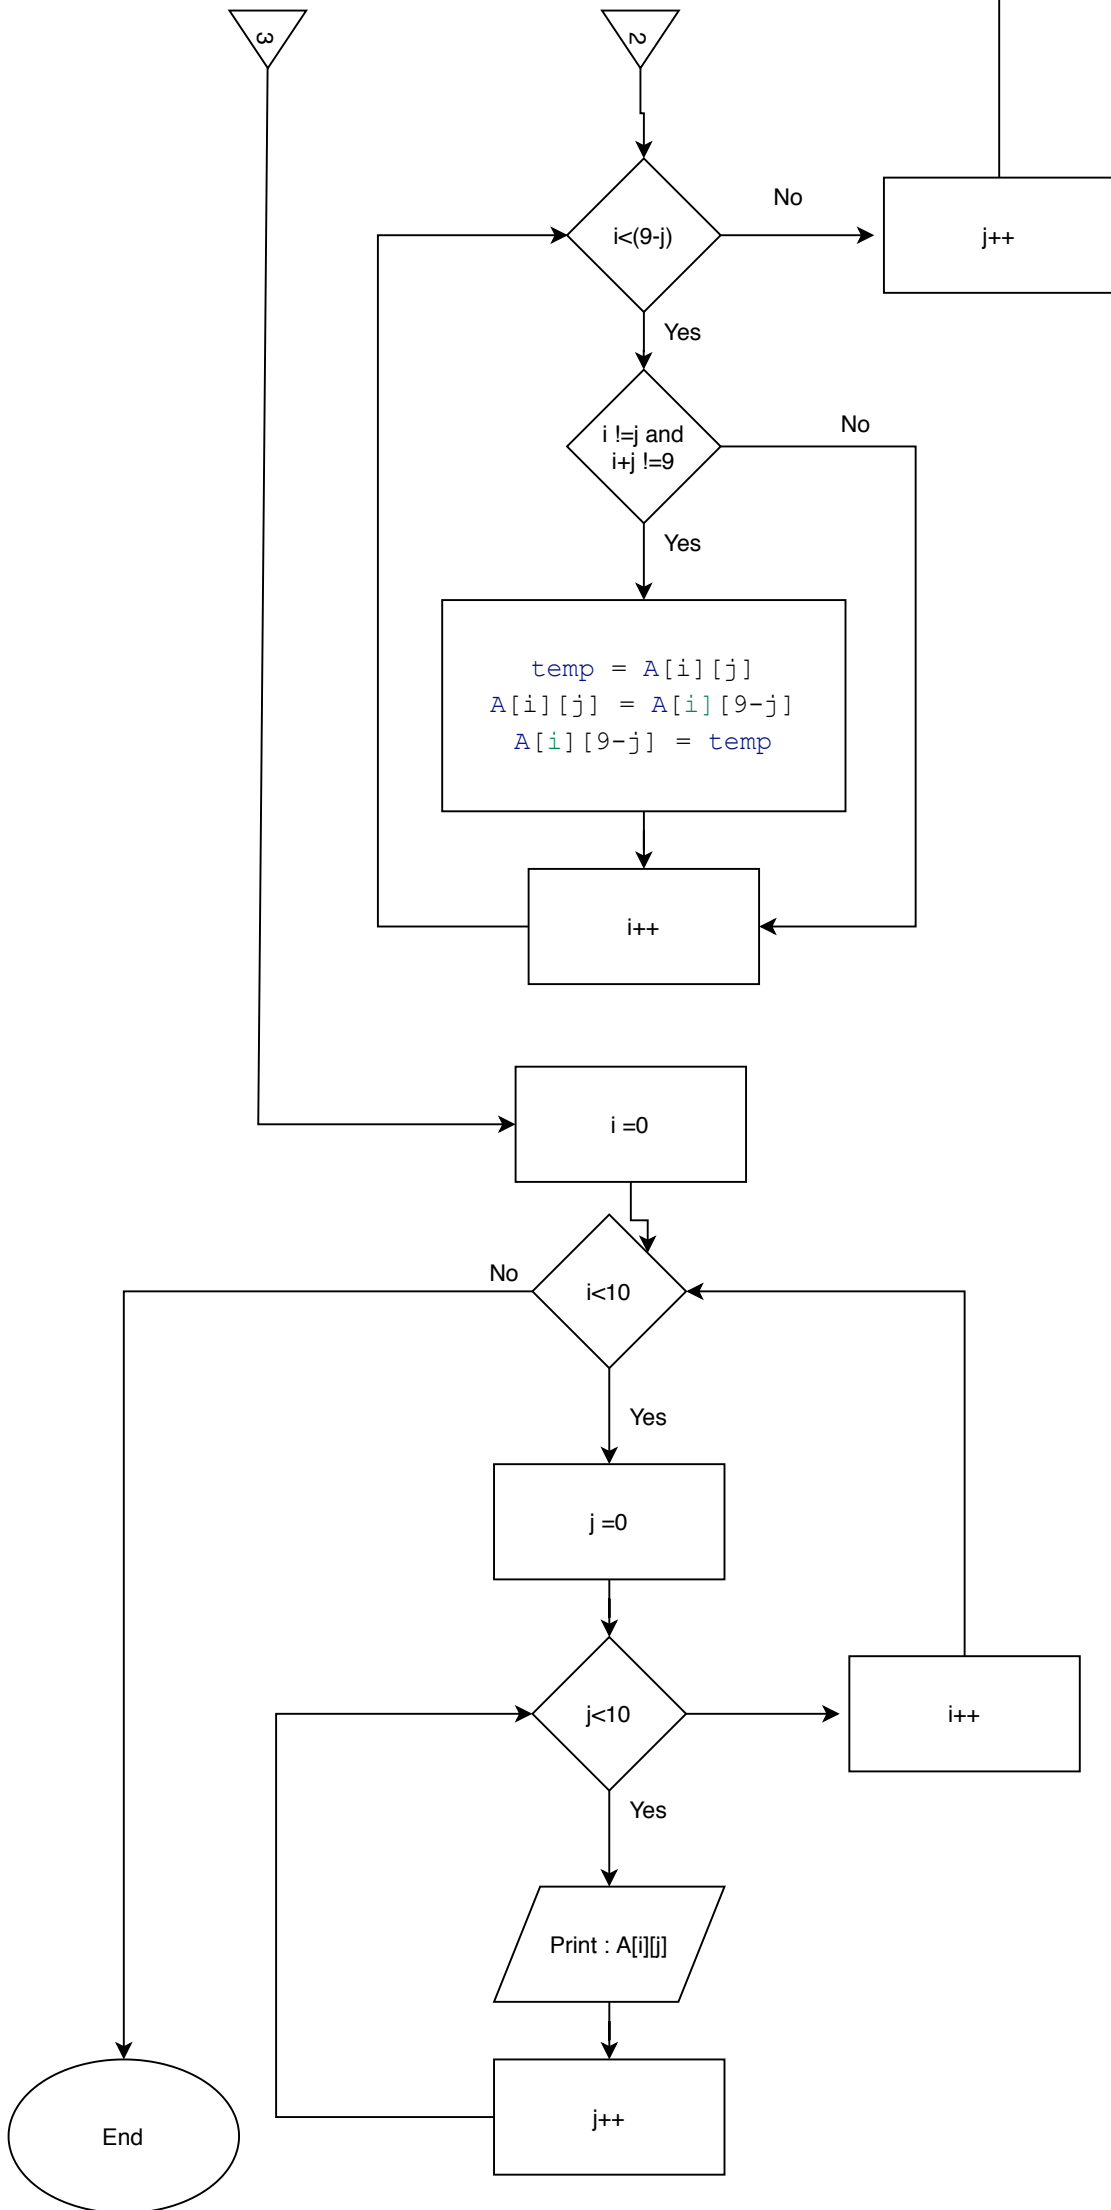 3
2
i<(9-j)
No
j++
Yes
i !=j and
i+j !=9
No
Yes
temp = A[i][j]
A[i][j] = A[i][9-j]
A[i][9-j] = temp
i++
i =0
No
i<10
Yes
j =0
j<10
i++
Yes
Print : A[i][j]
j++
End